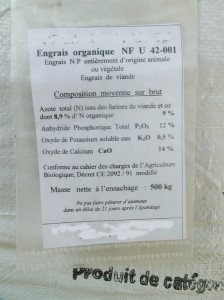 Engrais organique NF U 42-001
Engrais N P entièrement d'origine animale
ou végétale
Engrais de viande
Composition moyenne sur brut
Azote total (N) issu des farines de viande et os
dont 8,9 % d'N organique 9 %
Anhydride Phosphorique Total P₂O₅ 12 %
Oxyde de Potassium soluble eau K₂O 0,5 %
Oxyde de Calcium CaO 14 %
Conforme au cahier des charges de l'Agriculture
Biologique, Décret CE 2092 / 91 modifié
Masse nette à l'ensachage : 500 kg
Ne pas faire pâturer d'animaux
dans un délai de 21 jours après l'épandage
Produit de catég